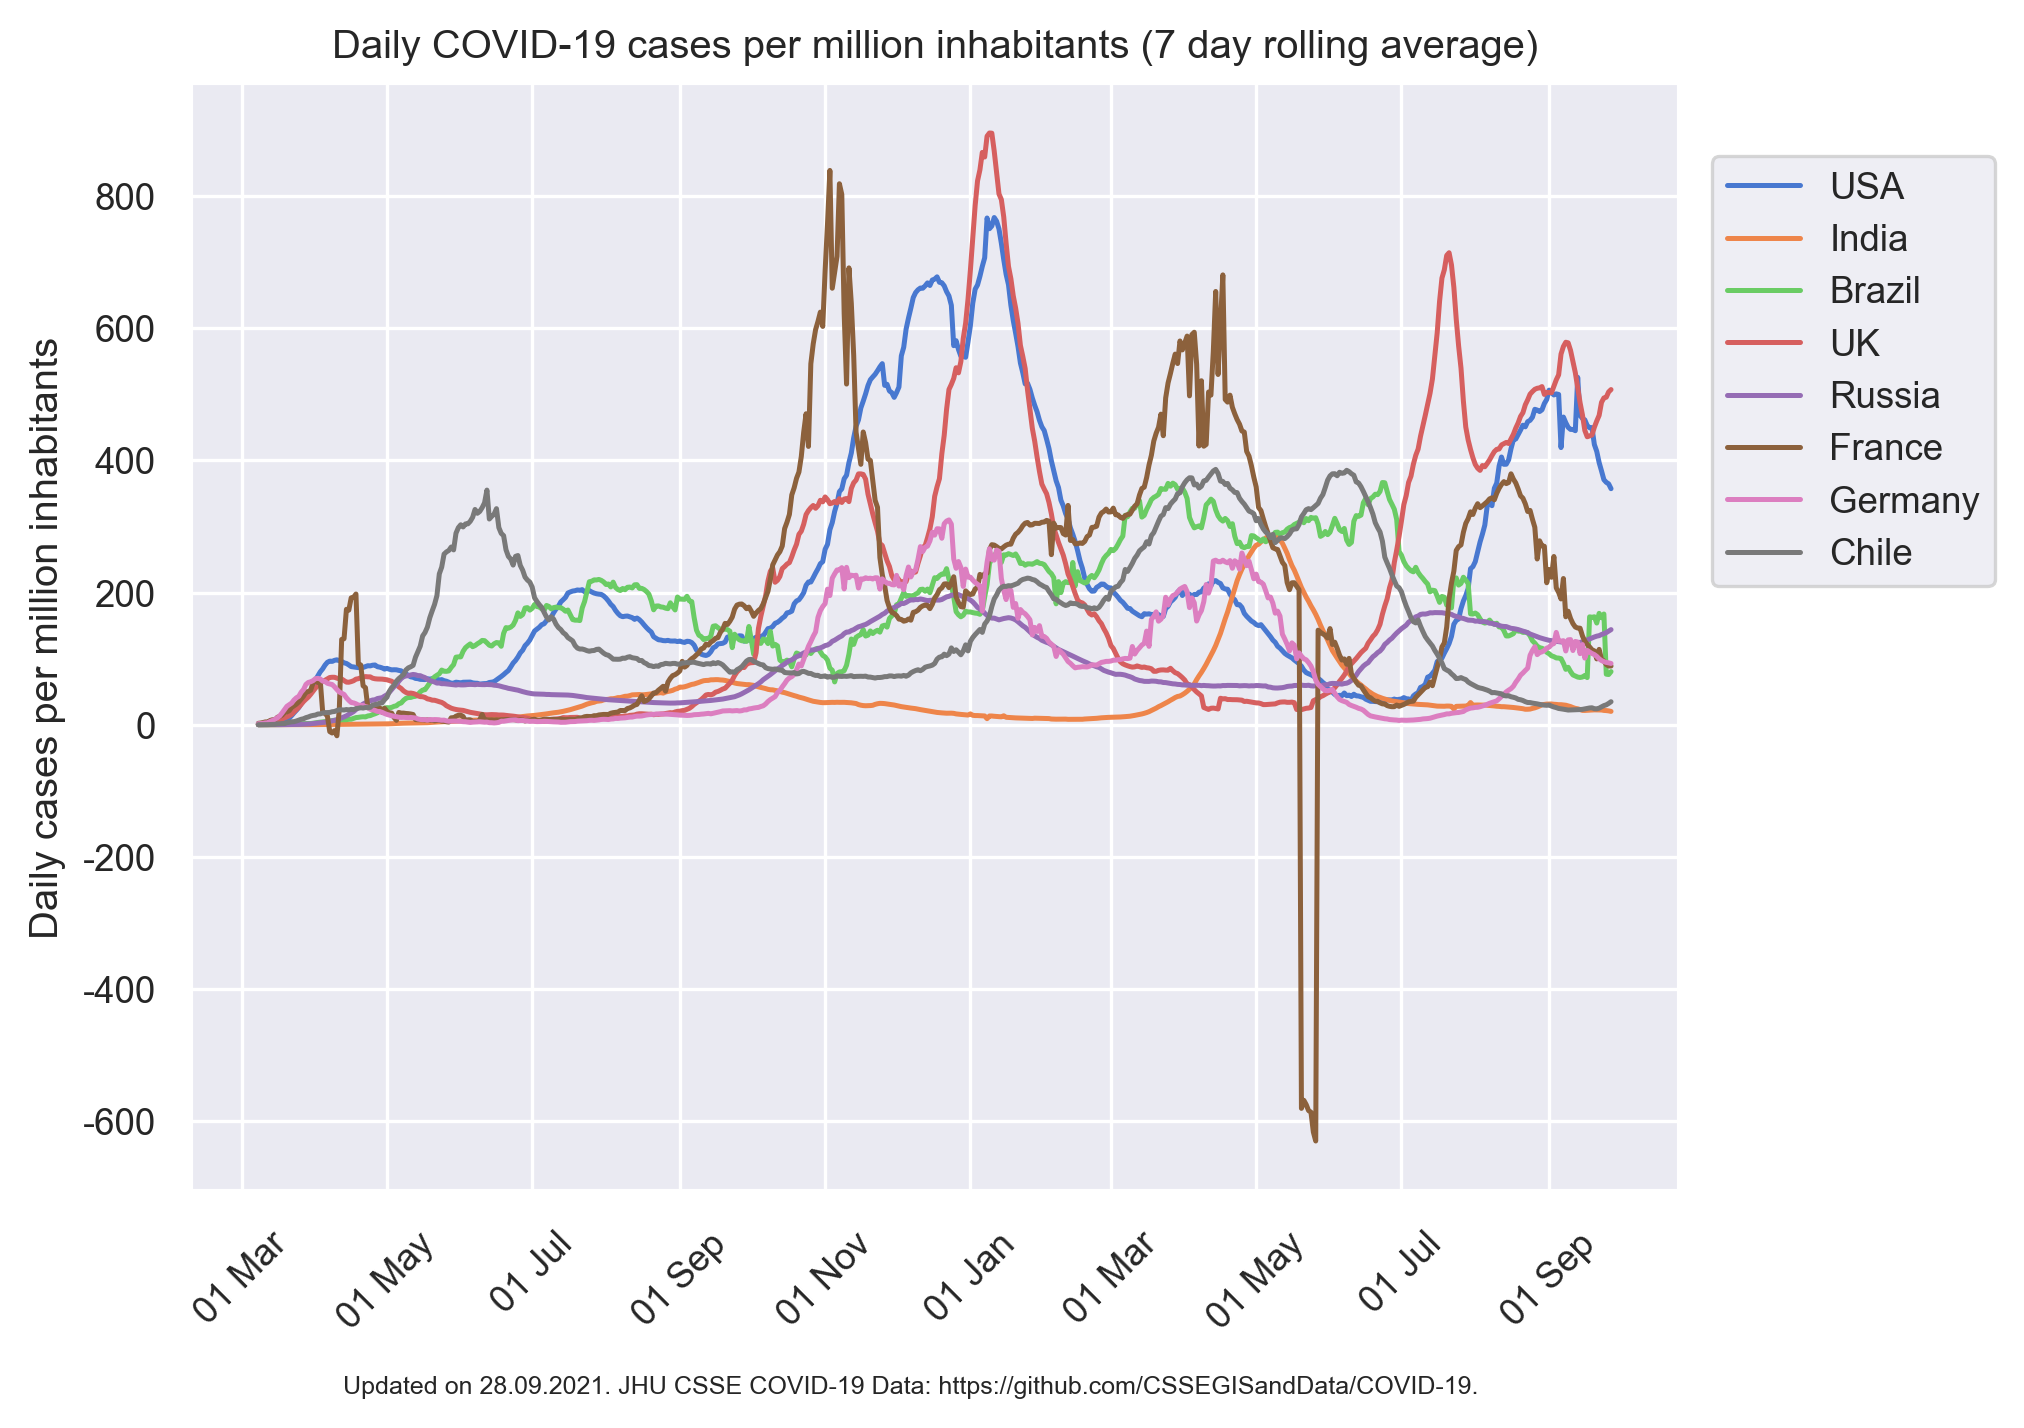 Daily COVID-19 cases per million inhabitants (7 day rolling average)
Daily cases per million inhabitants
800
600
400
200
0
-200
-400
-600
01 Mar
01 May
01 Jul
01 Sep
01 Nov
01 Jan
01 Mar
01 May
01 Jul
01 Sep
USA
India
Brazil
UK
Russia
France
Germany
Chile
Updated on 28.09.2021. JHU CSSE COVID-19 Data: https://github.com/CSSEGISandData/COVID-19.